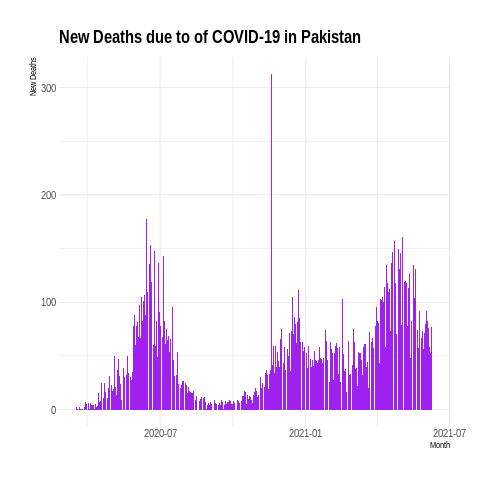 New Deaths due to of COVID-19 in Pakistan
New Deaths
300
200
100
0
2020-07
2021-01
2021-07
Month